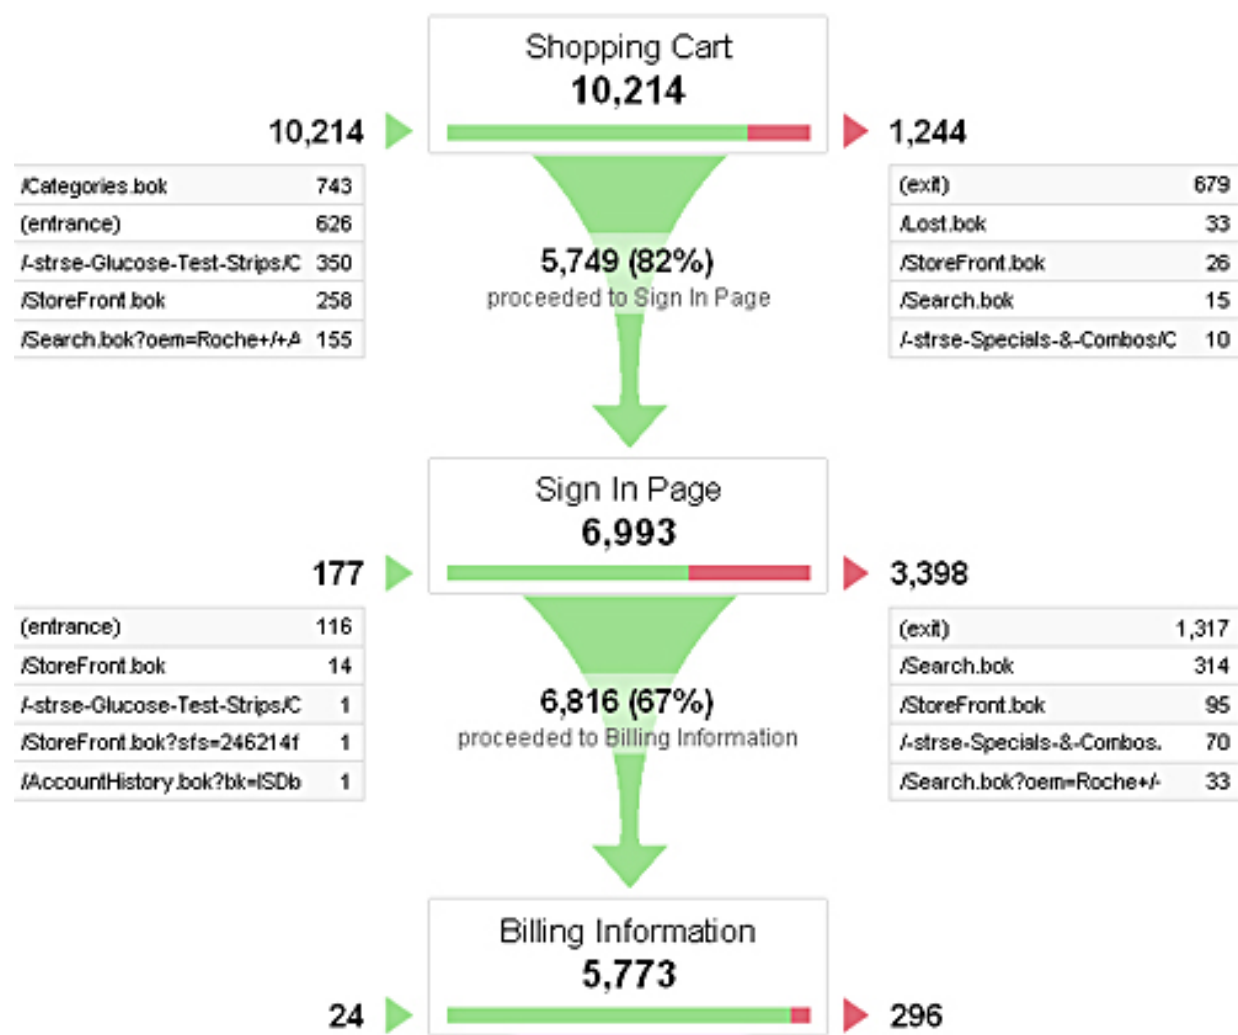 Shopping Cart
10,214
10,214
1,244
/Categories.bok 743
(entrance) 626
/-strse-Glucose-Test-Strips/C 350
/StoreFront.bok 258
/Search.bok?oem=Roche+/+A 155
(exit) 679
/Lost.bok 33
/StoreFront.bok 26
/Search.bok 15
/-strse-Specials-&-Combos/C 10
5,749 (82%)
proceeded to Sign In Page
Sign In Page
6,993
177
3,398
(entrance) 116
/StoreFront.bok 14
/-strse-Glucose-Test-Strips/C 1
/StoreFront.bok?sfs=246214f 1
/AccountHistory.bok?bk=ISDb 1
(exit) 1,317
/Search.bok 314
/StoreFront.bok 95
/-strse-Specials-&-Combos. 70
/Search.bok?oem=Roche+/- 33
6,816 (67%)
proceeded to Billing Information
Billing Information
5,773
24
296